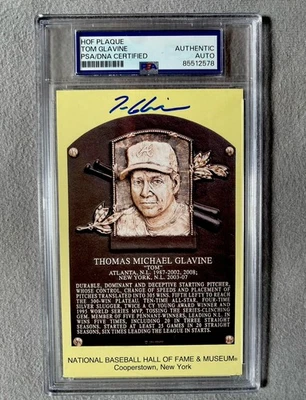 HOF PLAQUE
TOM GLAVINE
PSA/DNA CERTIFIED
AUTHENTIC
AUTO
85512578
PSA
THOMAS MICHAEL GLAVINE
"TOM"
ATLANTA, N.L. 1987-2002, 2008;
NEW YORK, N.L. 2003-07
DURABLE, DOMINANT AND DECEPTIVE STARTING PITCHER,
WHOSE CONTROL, CHANGE OF SPEEDS AND PLACEMENT OF
PITCHES TRANSLATED INTO 305 WINS, FIFTH LEFTY TO REACH
THE 300-WIN PLATEAU. TEN-TIME ALL-STAR, FOUR-TIME
SILVER SLUGGER, TWICE A CY YOUNG AWARD WINNER AND
1995 WORLD SERIES MVP, TOSSING THE SERIES-CLINCHING
GEM. MEMBER OF FIVE PENNANT-WINNERS, LEADING N.L. IN
WINS FIVE TIMES, INCLUDING 20 IN THREE STRAIGHT
SEASONS. STARTED AT LEAST 25 GAMES IN 20 STRAIGHT
SEASONS, SIX TIMES LEADING THE LEAGUE IN STARTS.
NATIONAL BASEBALL HALL OF FAME & MUSEUM®
Cooperstown, New York